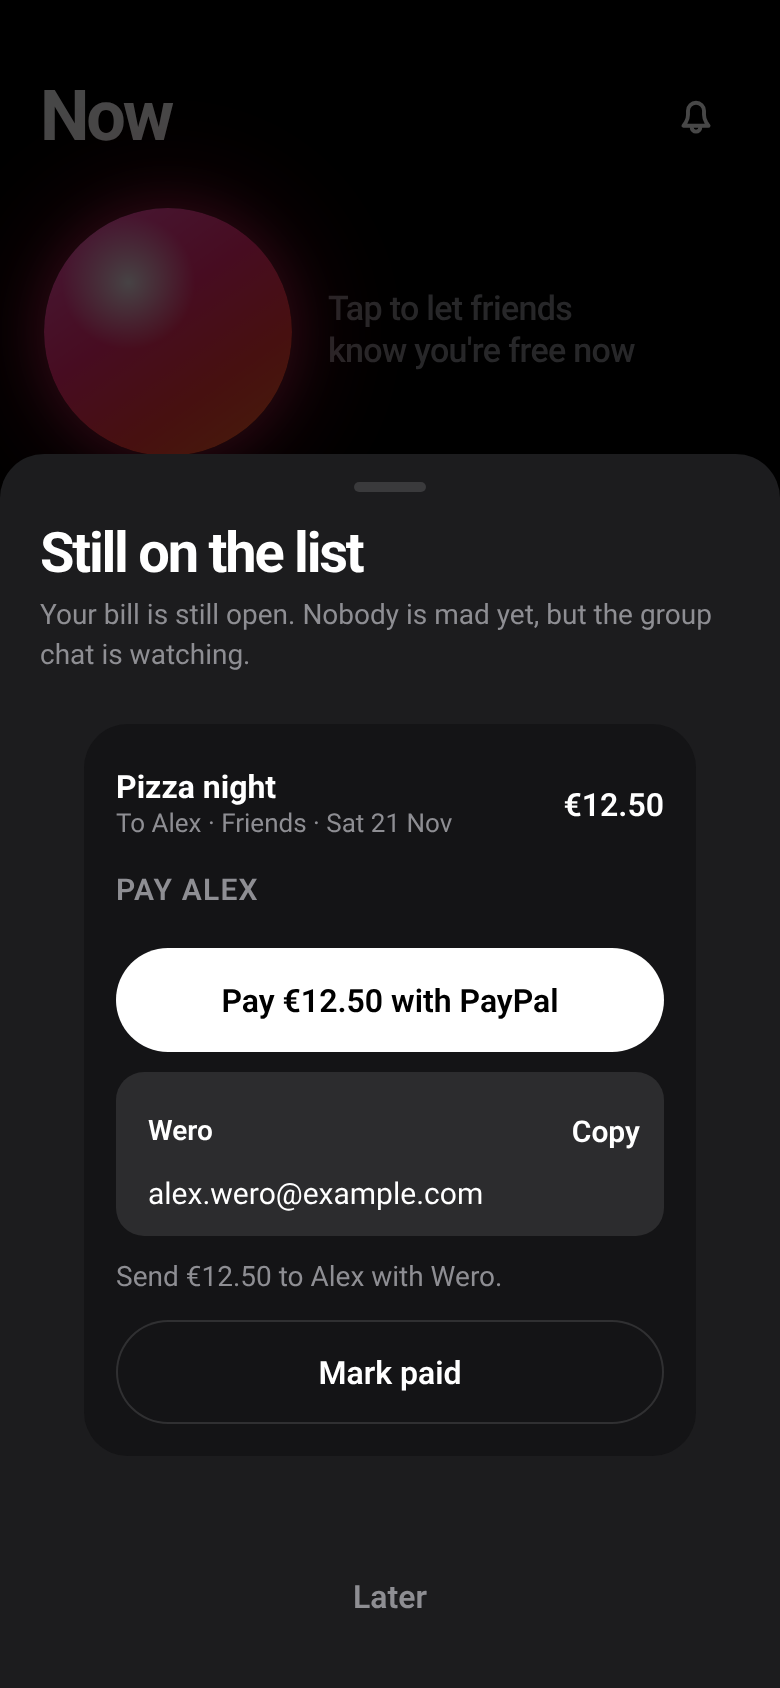 Now
Tap to let friends
know you're free now
Still on the list
Your bill is still open. Nobody is mad yet, but the group
chat is watching.
Pizza night
To Alex · Friends · Sat 21 Nov
€12.50
PAY ALEX
Pay €12.50 with PayPal
Wero
Copy
alex.wero@example.com
Send €12.50 to Alex with Wero.
Mark paid
Later